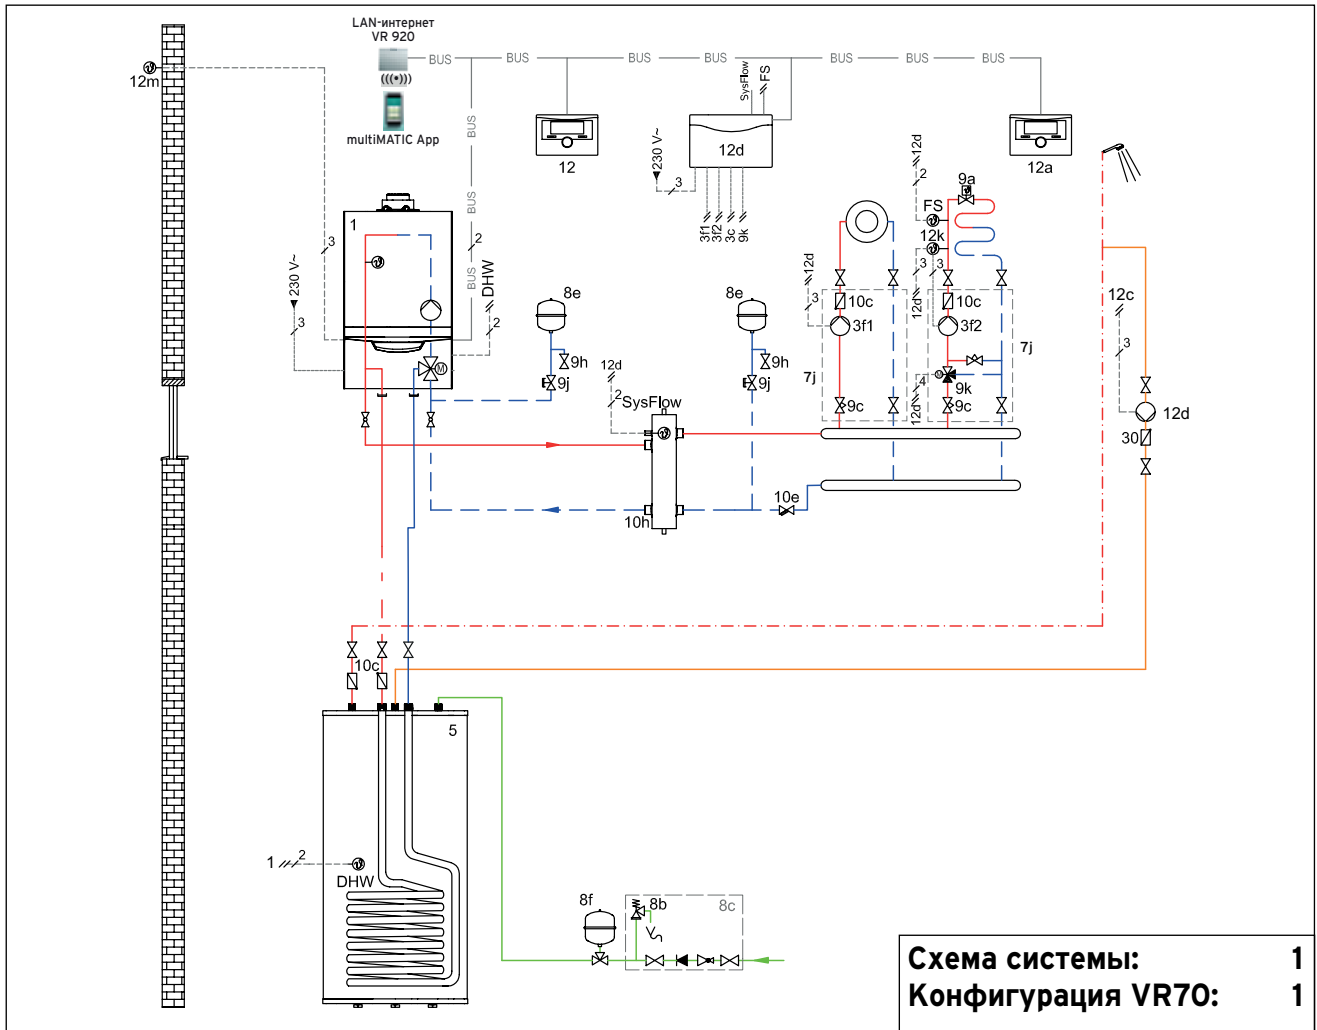 LAN-интернет
VR 920
(((•)))
multiMATIC App
BUS
BUS
BUS
BUS
BUS
BUS
BUS
BUS
BUS
12m
12
SysFlow
FS
12d
230 V~
3
3f1
3f2
3c
9k
12a
1
3
230 V~
3
2
DHW
2
8e
9h
9j
8e
9h
9j
12d
2
SysFlow
10h
10e
12d
3
10c
3f1
7j
9c
12d
2
9a
FS
12k
3
3
12d
10c
3f2
7j
M
4
9k
12d
9c
M
12c
3
12d
30
10c
5
1
2
DHW
8f
8b
8c
Схема системы: 1
Конфигурация VR70: 1